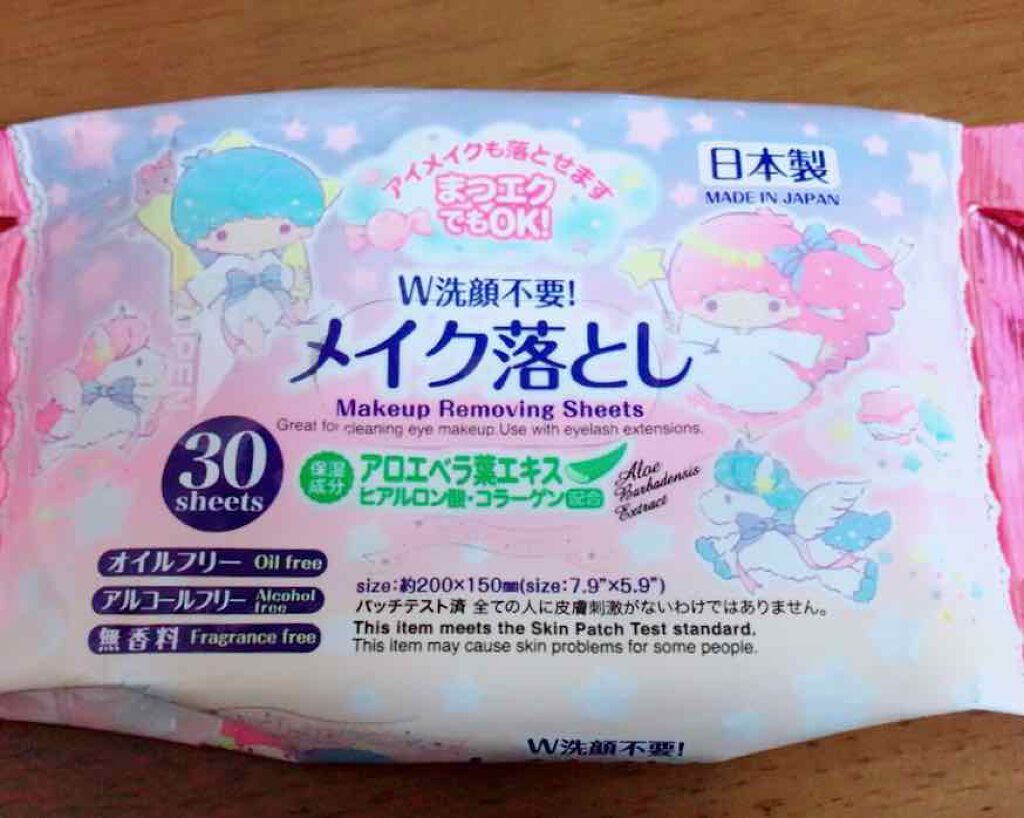 アイメイクも落とせます
まつエク
でもOK!
日本製
MADE IN JAPAN
W洗顔不要!
メイク落とし
Makeup Removing Sheets
Great for cleaning eye makeup.Use with eyelash extensions.
OPEN
30
sheets
保湿
成分
アロエベラ葉エキス
ヒアルロン酸・コラーゲン配合
Aloe
Barbadensis
Extract
オイルフリー Oil free
アルコールフリー Alcohol free
無香料 Fragrance free
size:約200×150㎜(size:7.9"×5.9")
パッチテスト済 全ての人に皮膚刺激がないわけではありません。
This item meets the Skin Patch Test standard.
This item may cause skin problems for some people.
W洗顔不要!